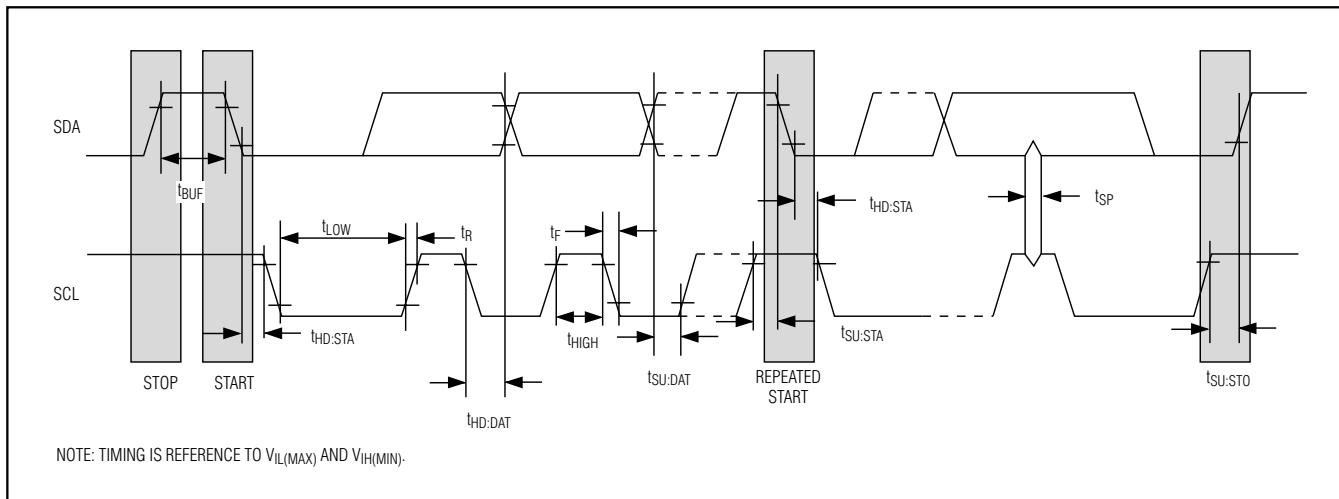 SDA
tBUF
tHD:STA
tSP
tLOW
tR
tF
SCL
tHD:STA
tHIGH
tSU:STA
tSU:DAT
STOP
START
REPEATED
START
tSU:STO
tHD:DAT
NOTE: TIMING IS REFERENCE TO VIL(MAX) AND VIH(MIN).